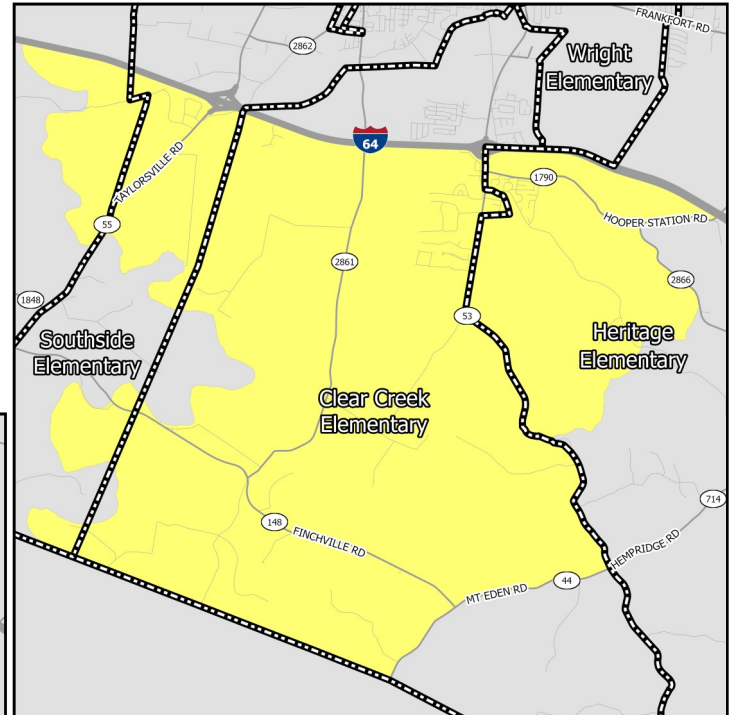 FRANKFORT RD
2862
Wright
Elementary
64
1790
TAYLORSVILLE RD
HOOPER STATION RD
55
2861
2866
1848
53
Southside
Elementary
Heritage
Elementary
Clear Creek
Elementary
714
148
FINCHVILLE RD
HEMPRIDGE RD
44
MT EDEN RD